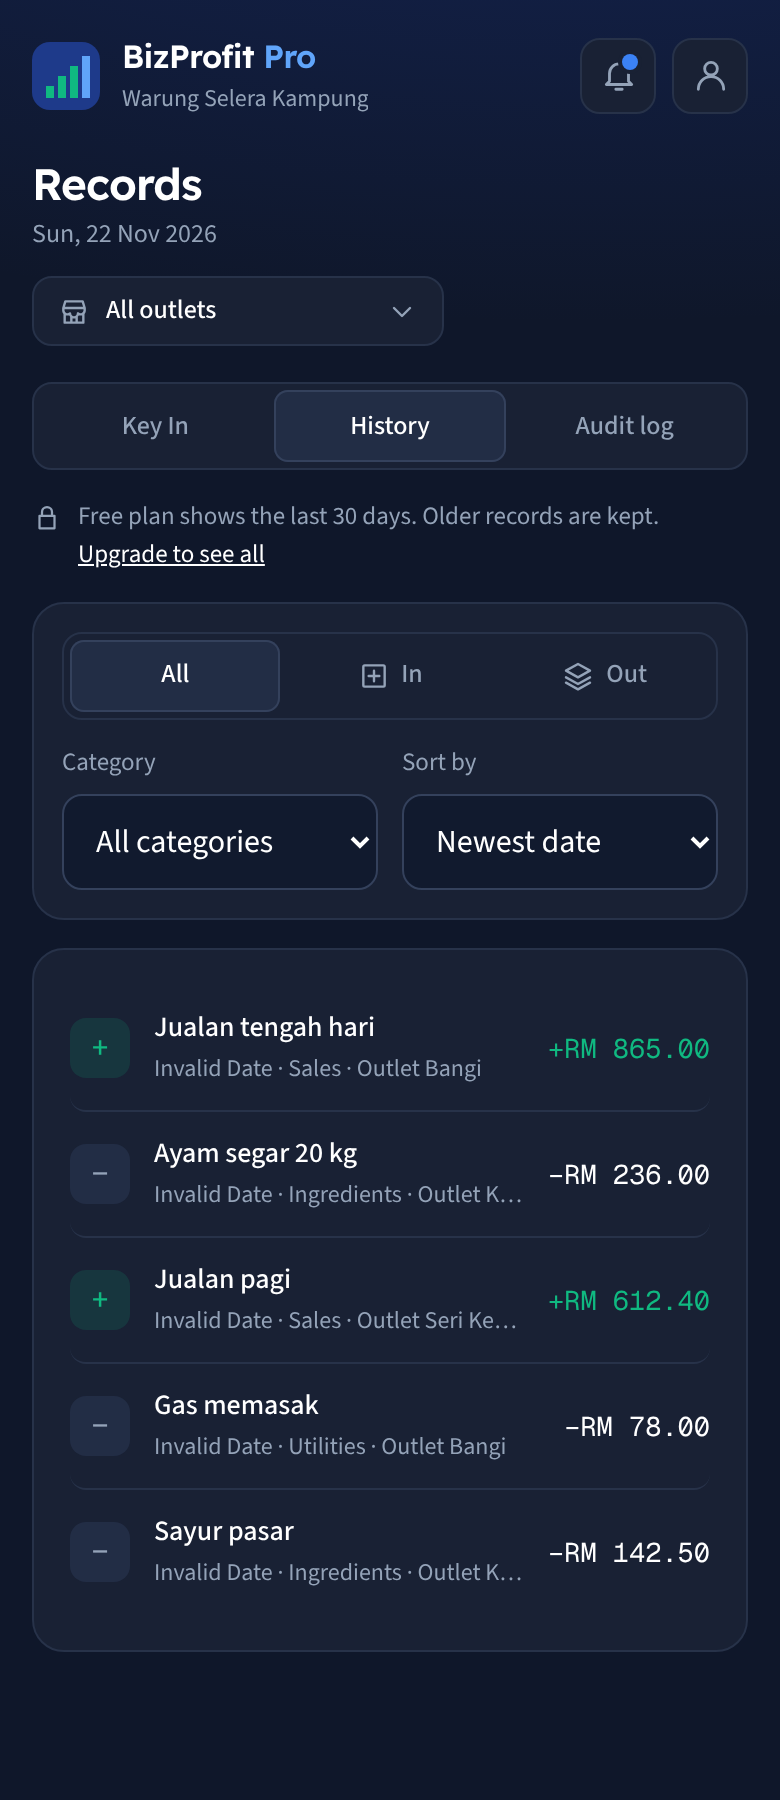 BizProfit Pro
Warung Selera Kampung
Records
Sun, 22 Nov 2026
All outlets
Key In
History
Audit log
Free plan shows the last 30 days. Older records are kept.
Upgrade to see all
All
In
Out
Category
Sort by
All categories
Newest date
+
Jualan tengah hari
+RM 865.00
Invalid Date · Sales · Outlet Bangi
−
Ayam segar 20 kg
−RM 236.00
Invalid Date · Ingredients · Outlet K…
+
Jualan pagi
+RM 612.40
Invalid Date · Sales · Outlet Seri Ke…
−
Gas memasak
−RM 78.00
Invalid Date · Utilities · Outlet Bangi
−
Sayur pasar
−RM 142.50
Invalid Date · Ingredients · Outlet K…